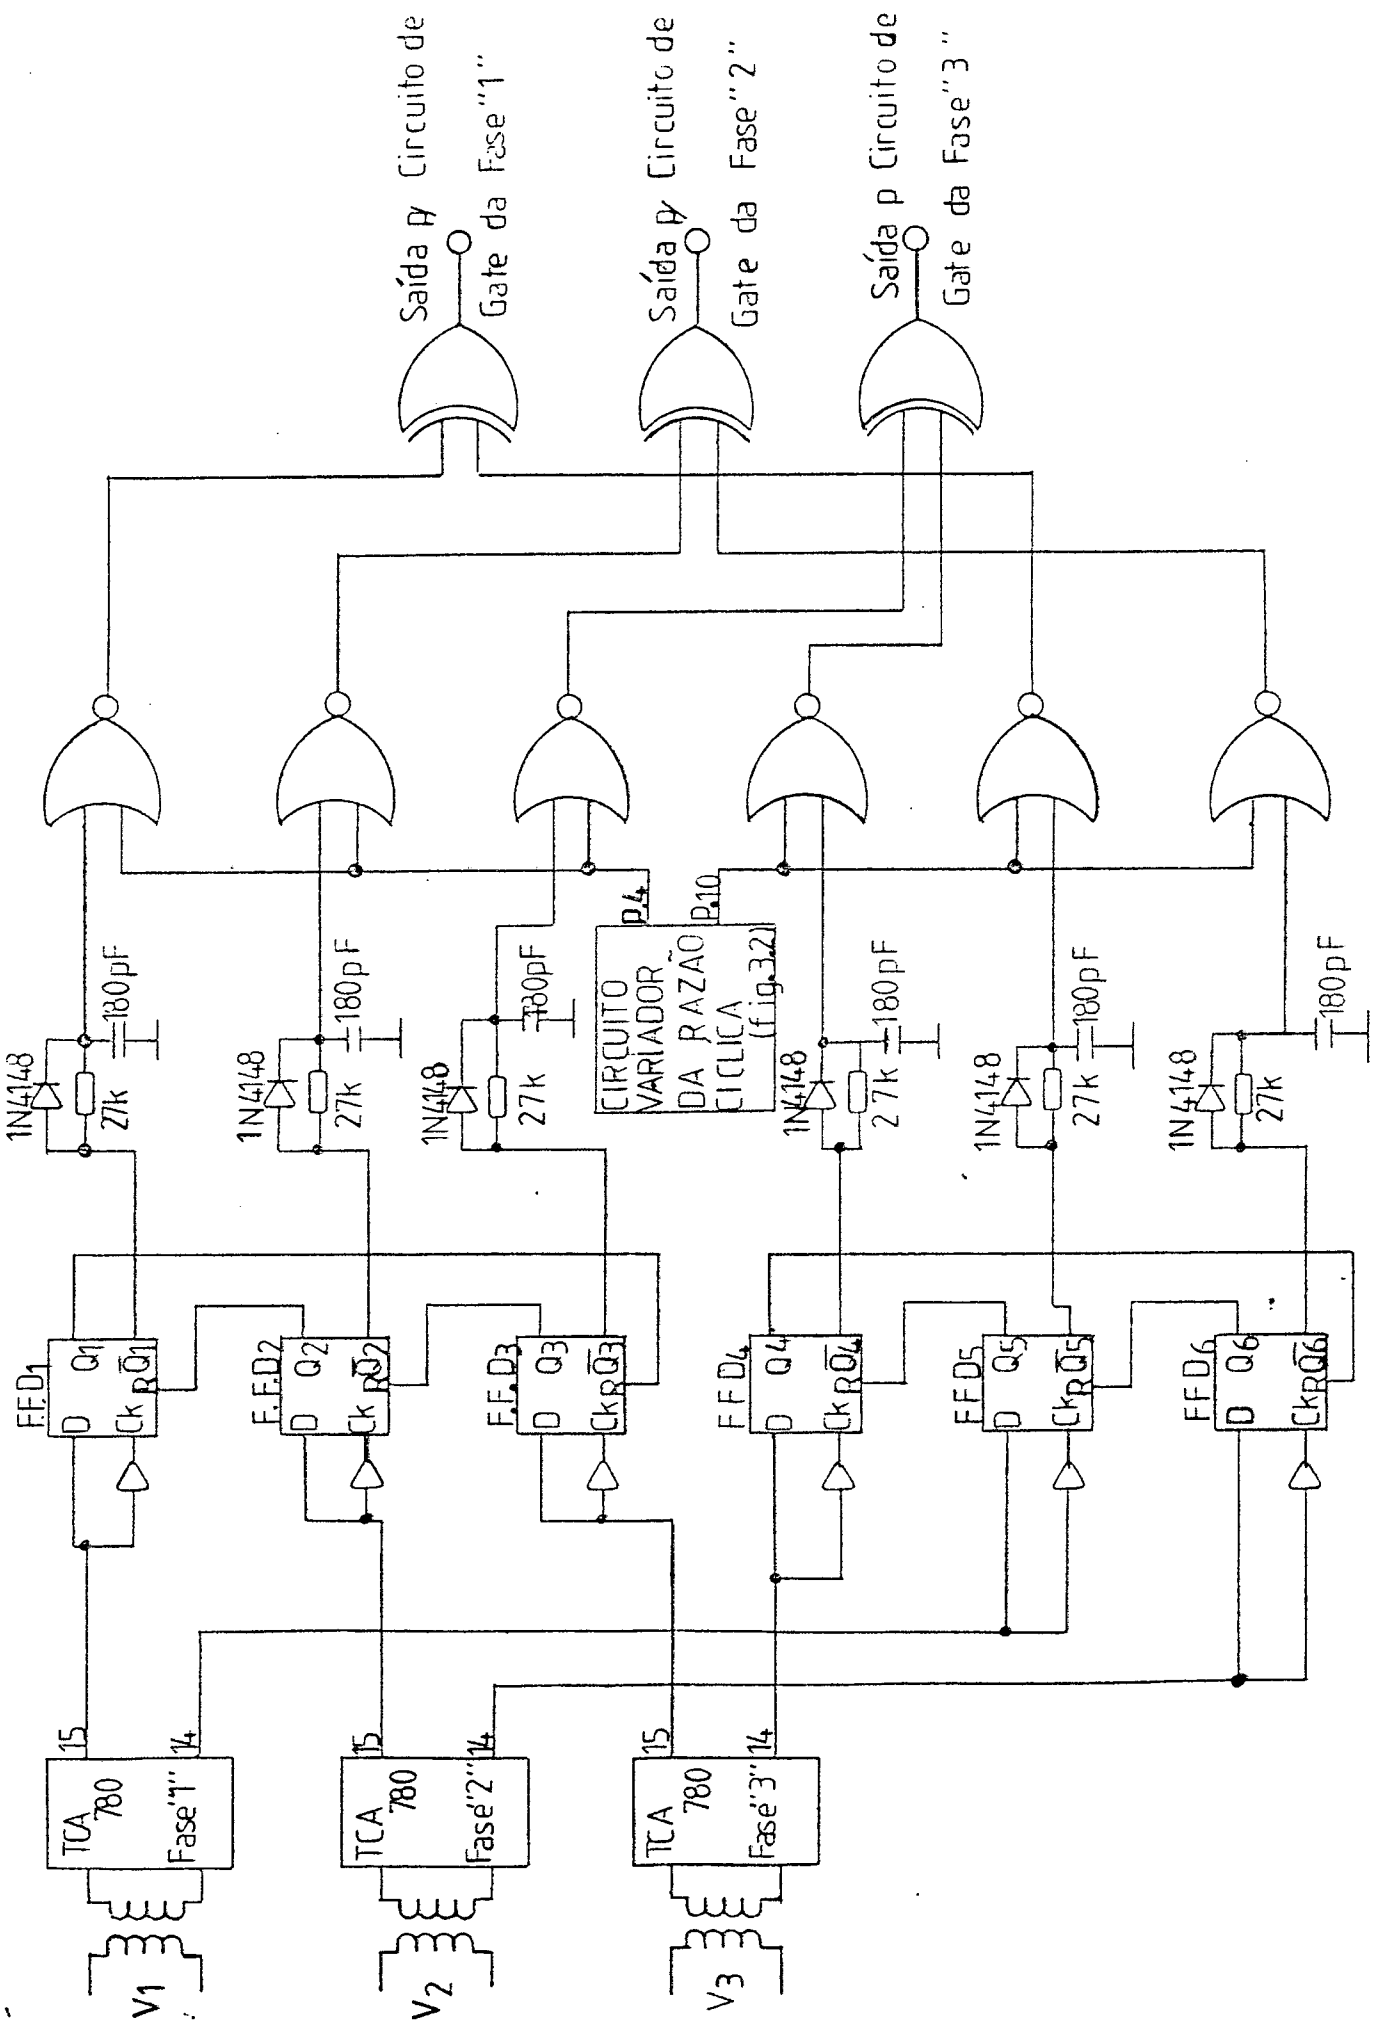 V1
TCA
780
Fase"1"
15
14
V2
TCA
780
Fase"2"
15
14
V3
TCA
780
Fase"3"
15
14
F.F.D1
D
Q1
Ck
R
Q̅1
F.F.D2
D
Q2
Ck
R
Q̅2
F.F.D3
D
Q3
Ck
R
Q̅3
F F D4
D
Q4
Ck
R
Q̅4
F F D5
D
Q5
Ck
R
Q̅5
F F D6
D
Q6
Ck
R
Q̅6
1N4148
27k
180pF
1N4148
27k
180pF
1N4148
27k
180pF
1N4148
27k
180pF
1N4148
27k
180pF
1N4148
27k
180pF
CIRCUITO
VARIADOR
DA RAZÃO
CICLICA
(fig.3.2)
P.4
P.10
Saída p/ Circuito de
Gate da Fase"1"
Saída p/ Circuito de
Gate da Fase"2"
Saída p Circuito de
Gate da Fase"3"